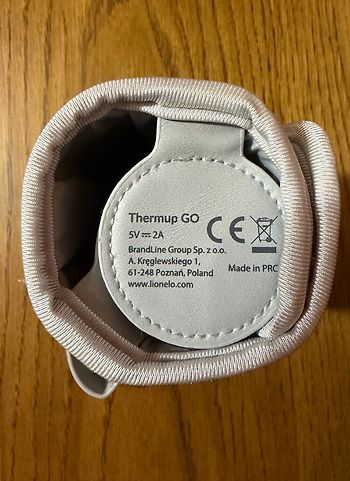 Thermup GO
5V ⎓ 2A
CE
BrandLine Group Sp. z o.o.
A. Kręglewskiego 1,
61-248 Poznań, Poland
Made in PRC
www.lionelo.com